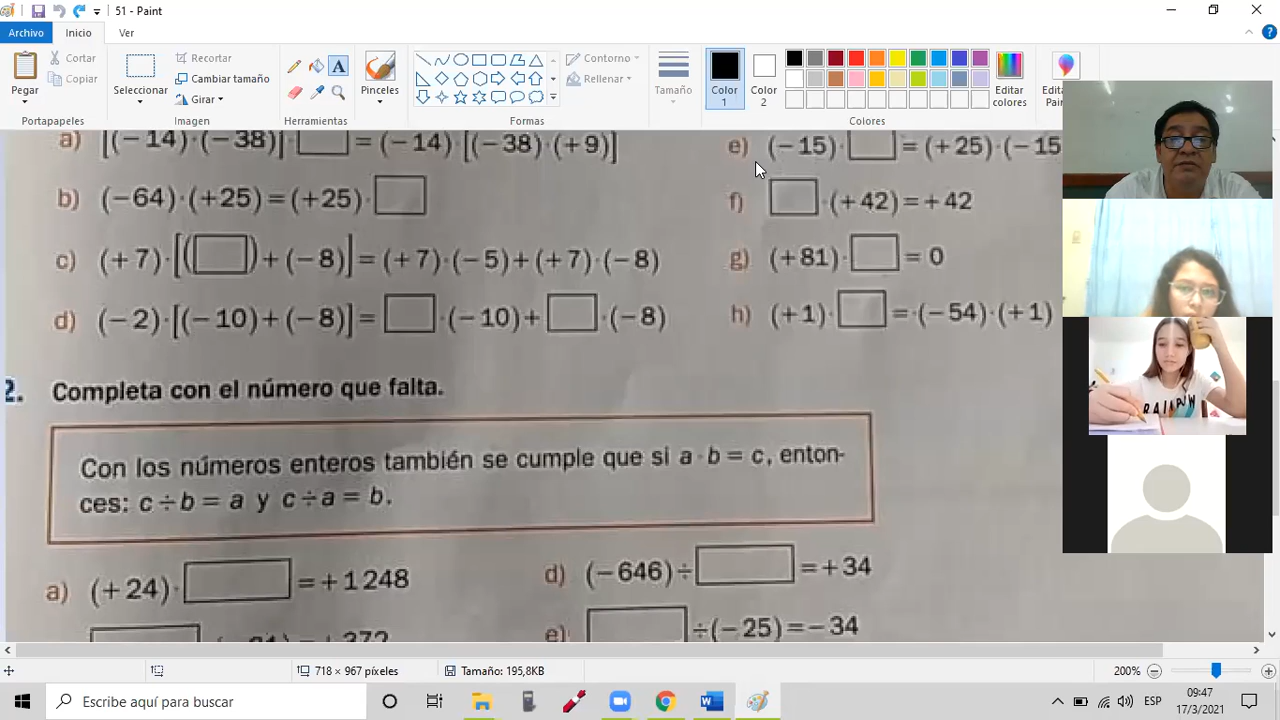 51 - Paint
Archivo
Inicio
Ver
Pegar
Cortar
Copiar
Portapapeles
Seleccionar
Recortar
Cambiar tamaño
Girar
Imagen
Herramientas
Pinceles
Contorno
Rellenar
Formas
Tamaño
Color 1
Color 2
Editar colores
Colores
a) [(−14)·(−38)]· = (−14)·[(−38)·(+9)]
b) (−64)·(+25) = (+25)·
c) (+7)·[( ) + (−8)] = (+7)·(−5) + (+7)·(−8)
d) (−2)·[(−10) + (−8)] = ·(−10) + ·(−8)
e) (−15)· = (+25)·(−15
f) ·(+42) = +42
g) (+81)· = 0
h) (+1)· = ·(−54)·(+1)
2. Completa con el número que falta.
Con los números enteros también se cumple que si a·b = c, enton-
ces: c ÷ b = a y c ÷ a = b.
a) (+24)· = +1 248
d) (−646) ÷ = +34
e) ÷ (−25) = −34
RAINBOW
718 × 967 píxeles
Tamaño: 195,8KB
200%
Escribe aquí para buscar
ESP
09:47
17/3/2021